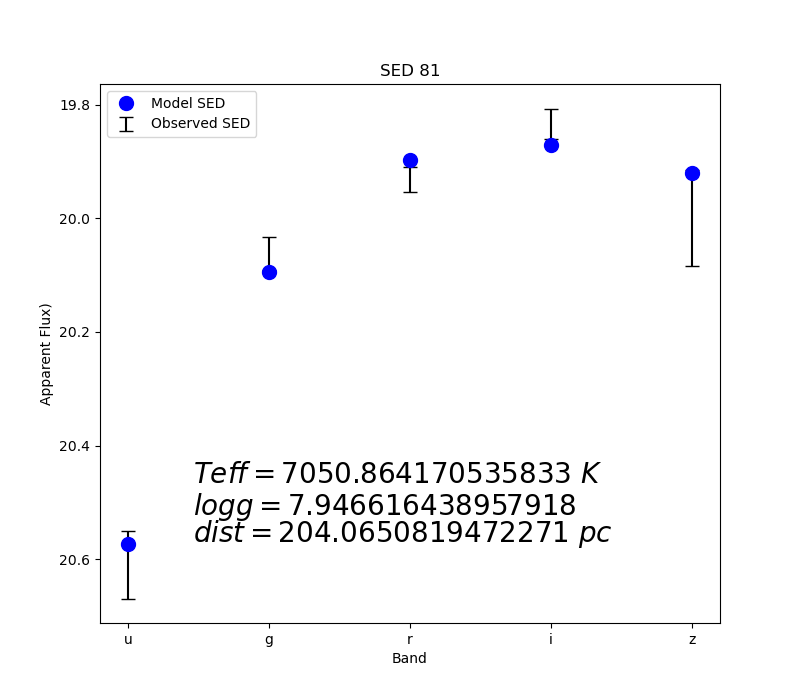 SED 81
Model SED
Observed SED
19.8
20.0
20.2
20.4
20.6
Apparent Flux)
Teff = 7050.864170535833 K
logg = 7.946616438957918
dist = 204.0650819472271 pc
u g r i z
Band